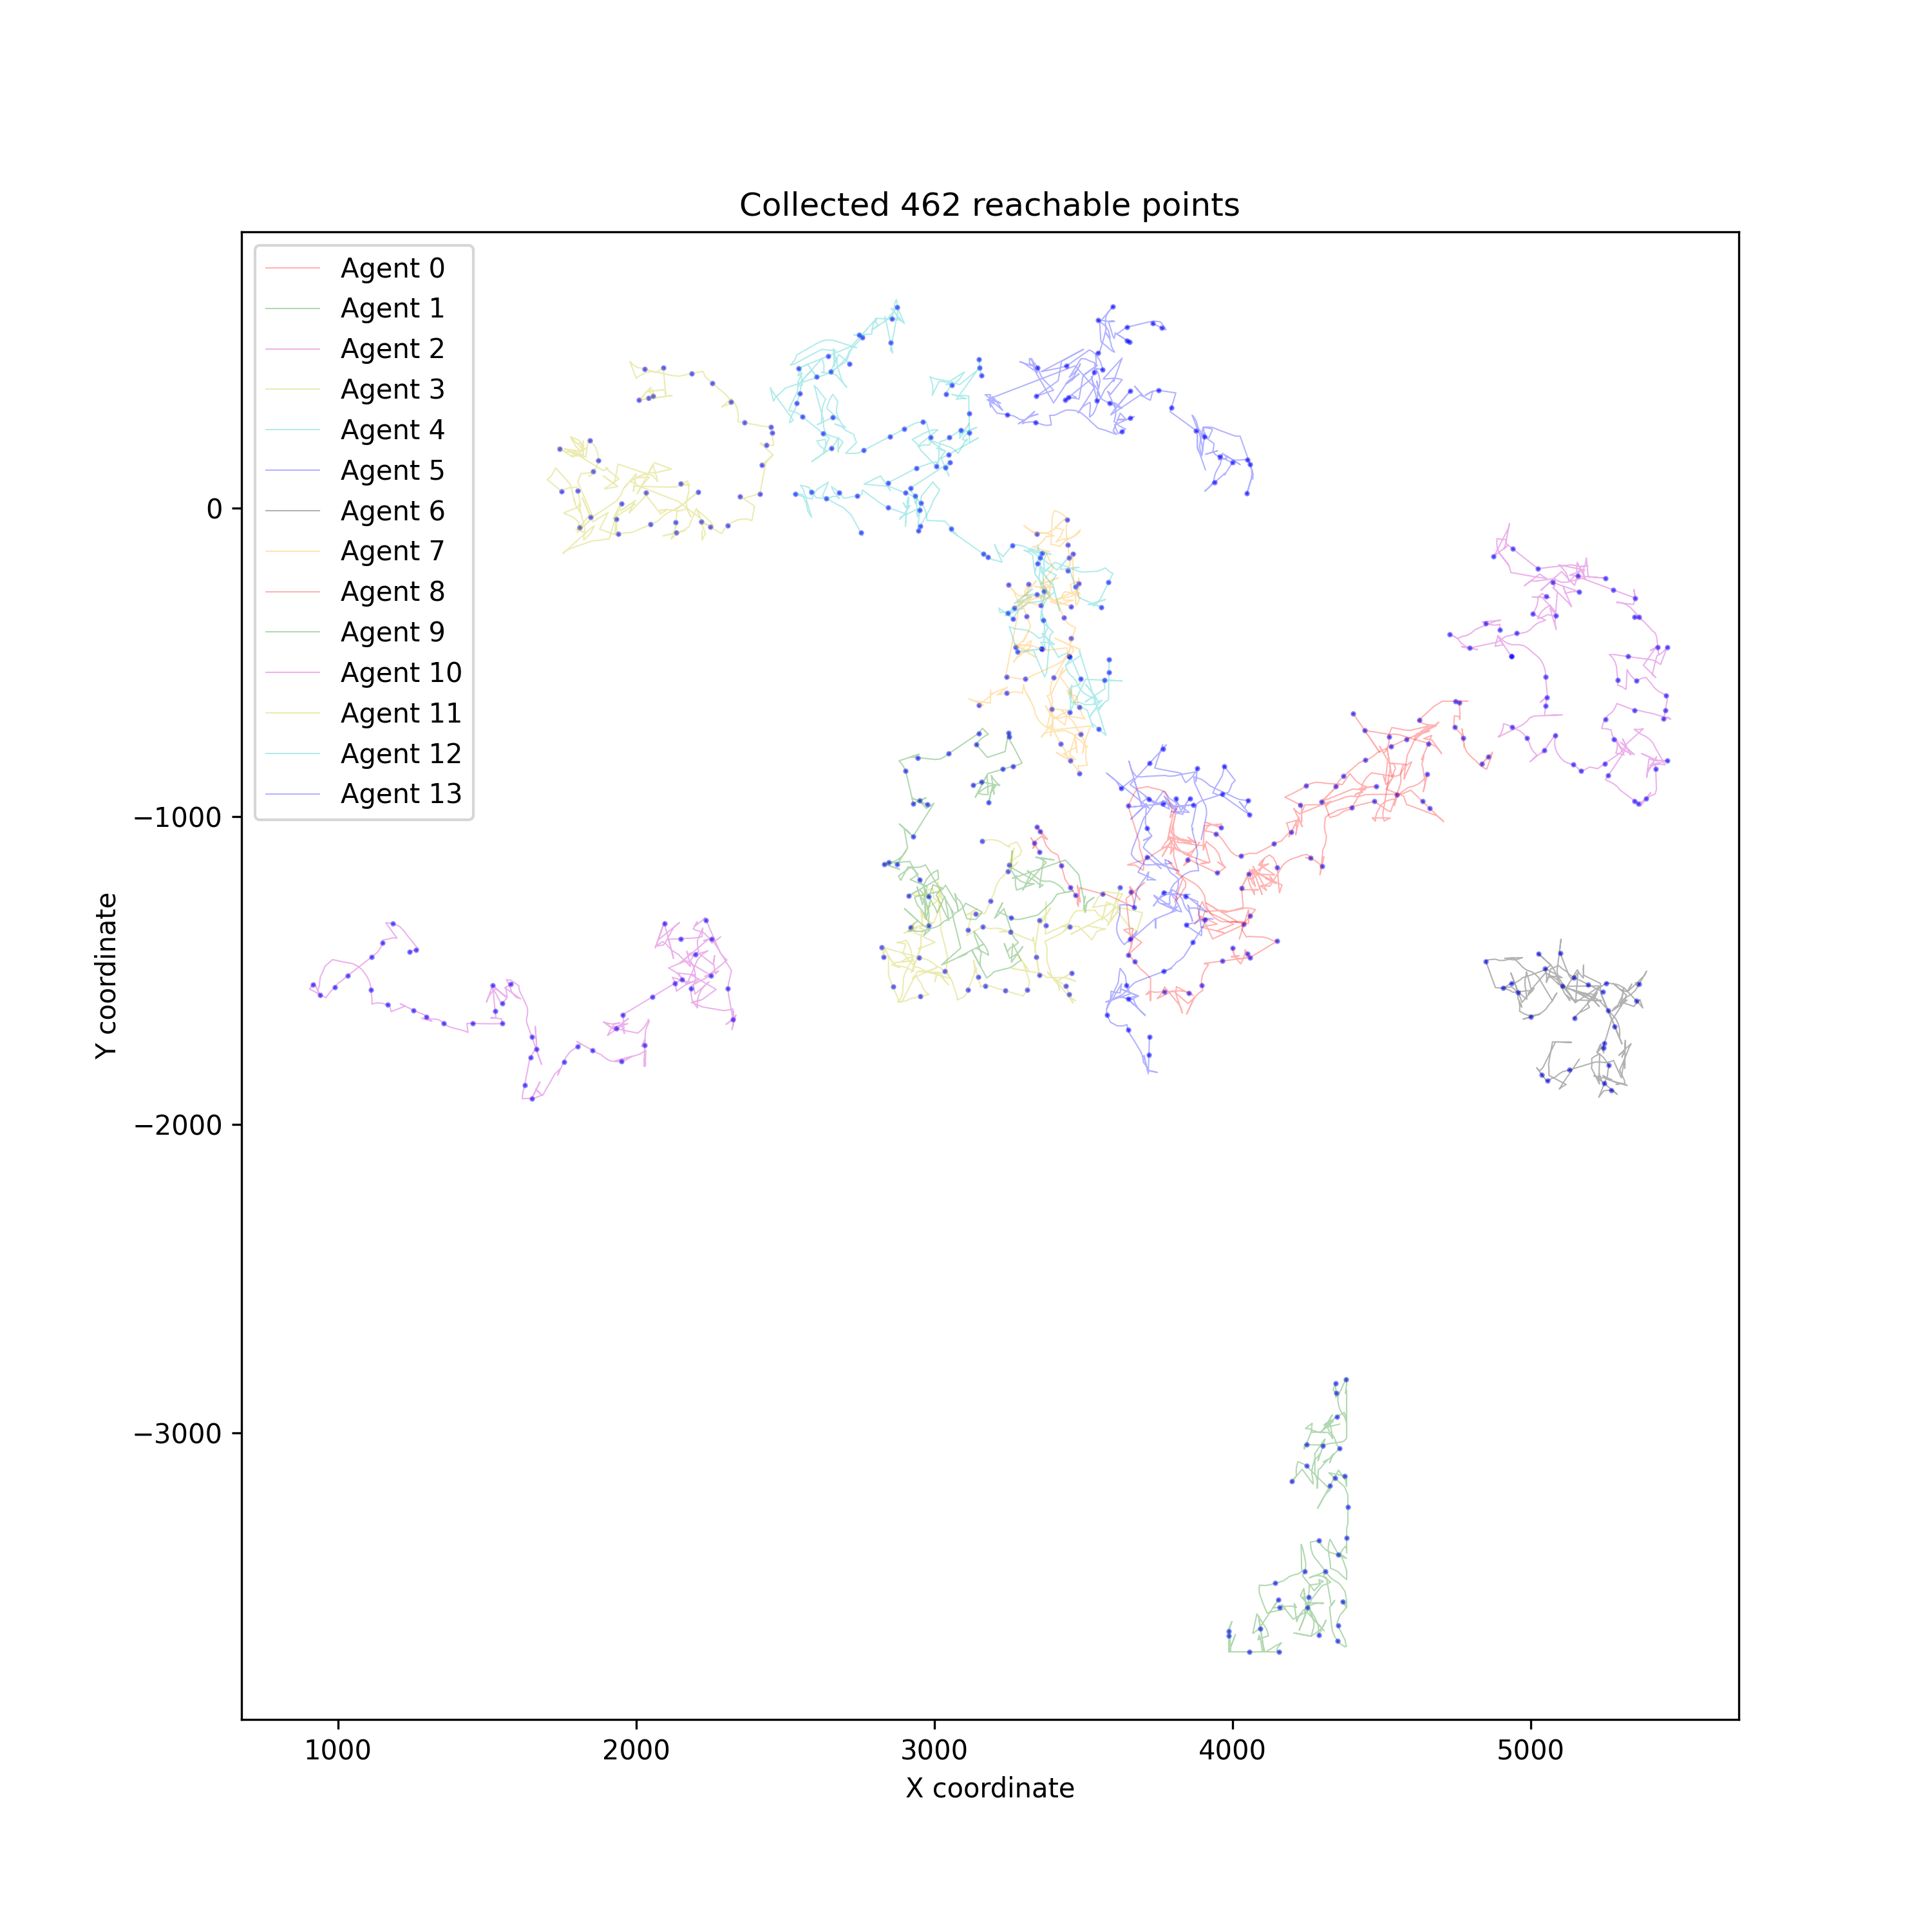 Collected 462 reachable points
Agent 0
Agent 1
Agent 2
Agent 3
Agent 4
Agent 5
Agent 6
Agent 7
Agent 8
Agent 9
Agent 10
Agent 11
Agent 12
Agent 13
0
−1000
−2000
−3000
Y coordinate
1000 2000 3000 4000 5000
X coordinate